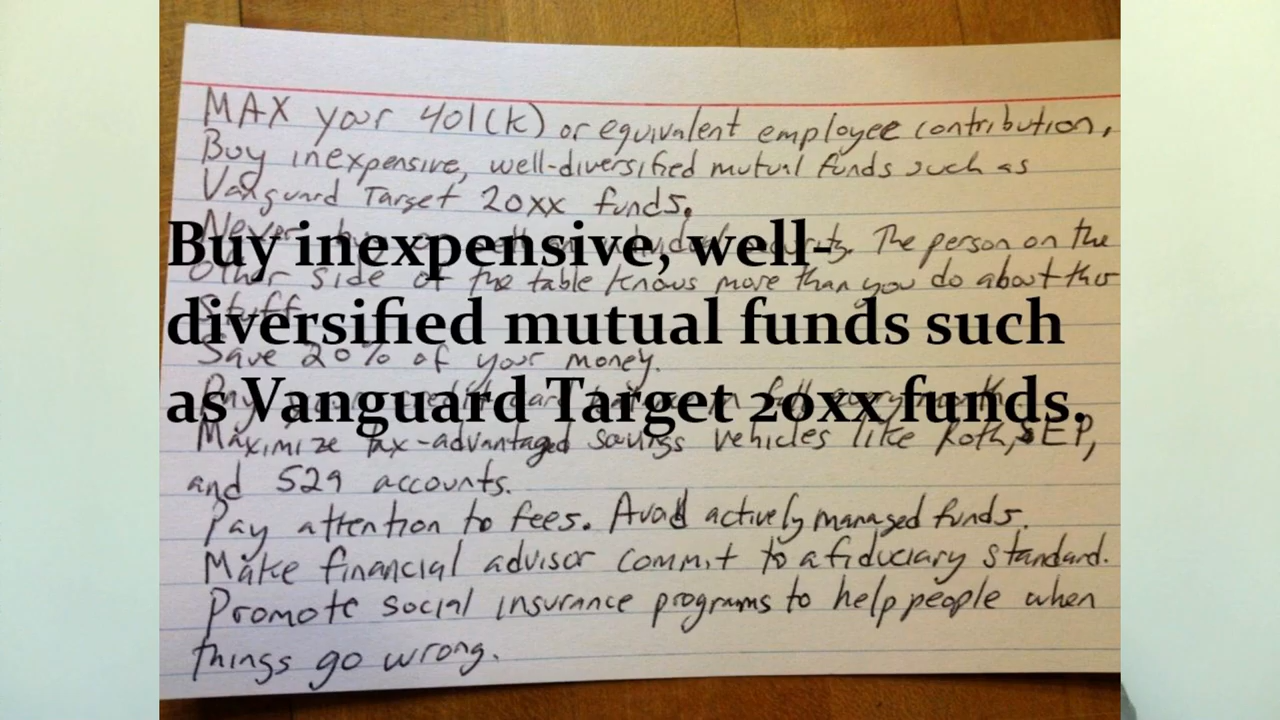 MAX your 401(k) or equivalent employee contribution,
Buy inexpensive, well-diversified mutual funds such as
Vanguard Target 20xx funds.
Never The person on the
Other side of the table knows more than you do about this
stuff
Save 20% of your money.
Maximize tax-advantaged savings vehicles like Roth, SEP,
and 529 accounts.
Pay attention to fees. Avoid actively managed funds.
Make financial advisor commit to a fiduciary standard.
Promote social insurance programs to help people when
things go wrong.
Buy inexpensive, well-
diversified mutual funds such
as Vanguard Target 20xx funds.